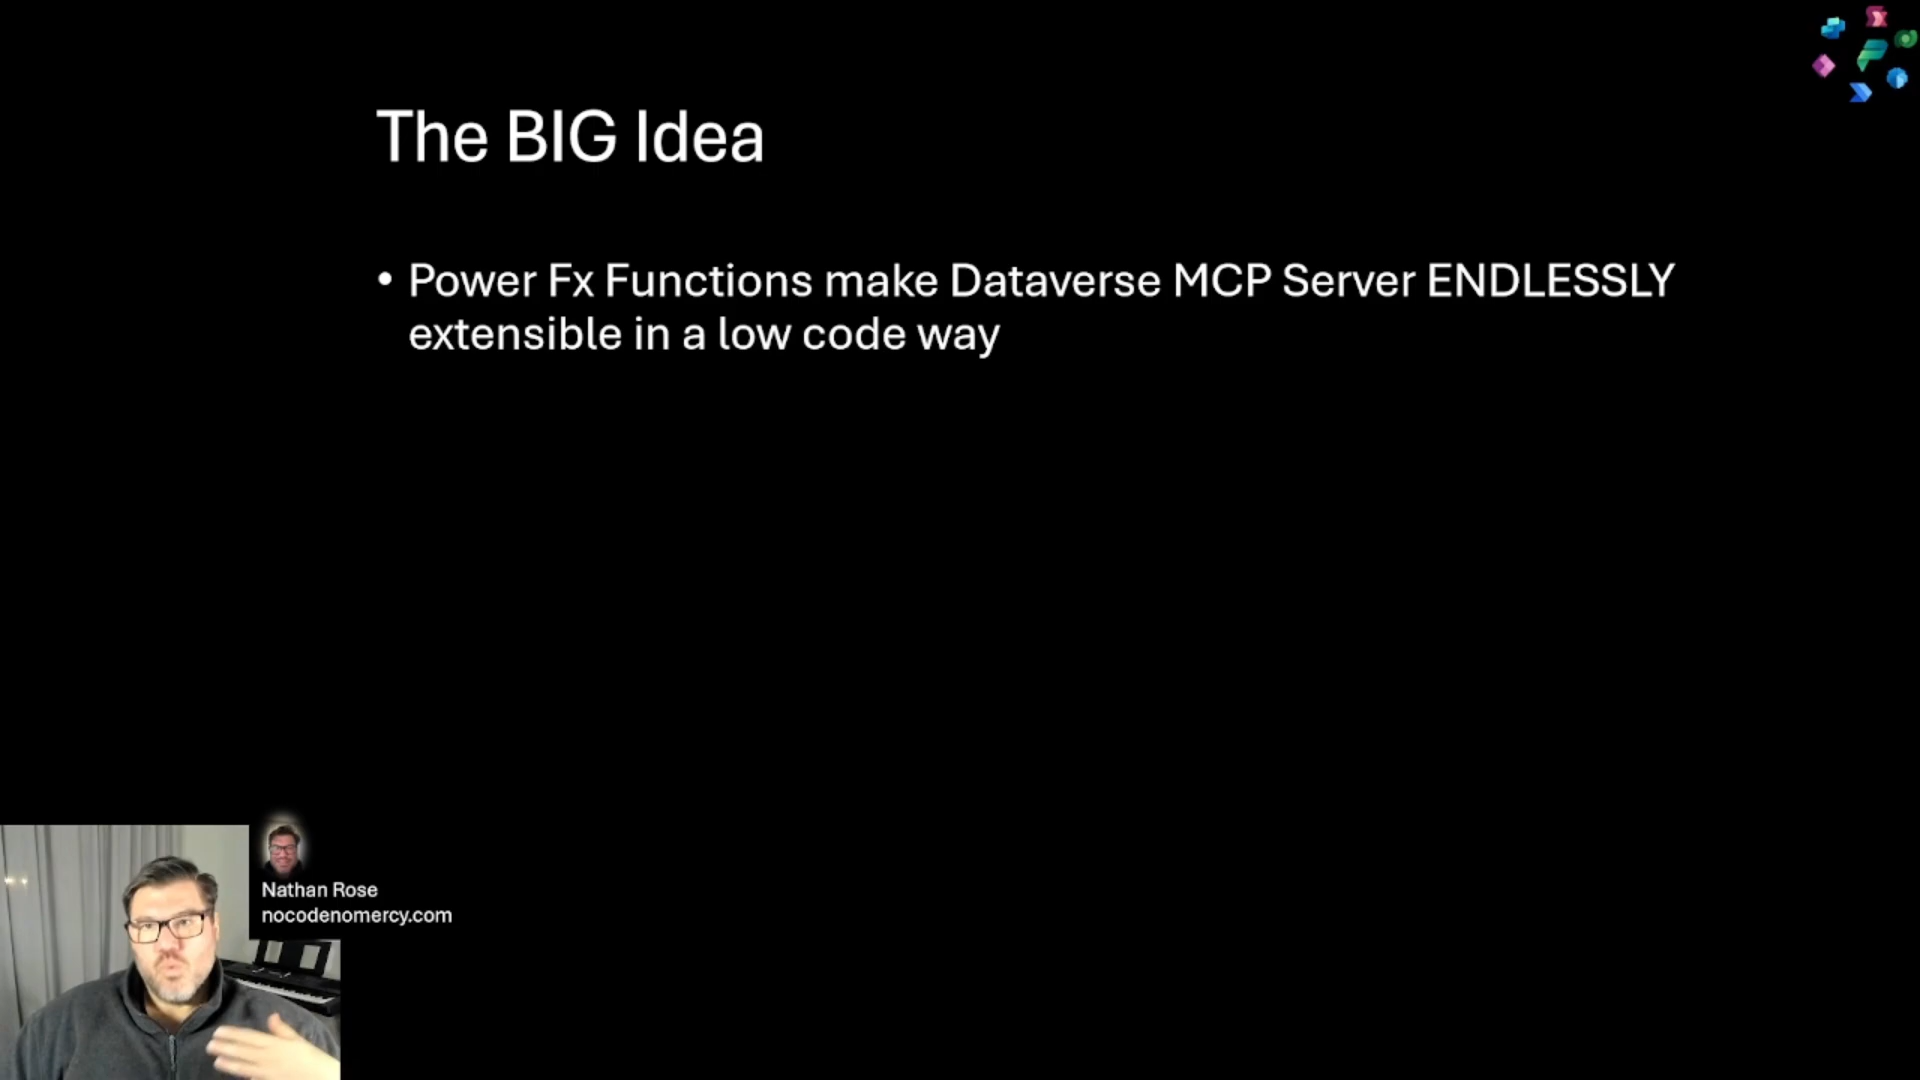 The BIG Idea
• Power Fx Functions make Dataverse MCP Server ENDLESSLY
extensible in a low code way
Nathan Rose
nocodenomercy.com